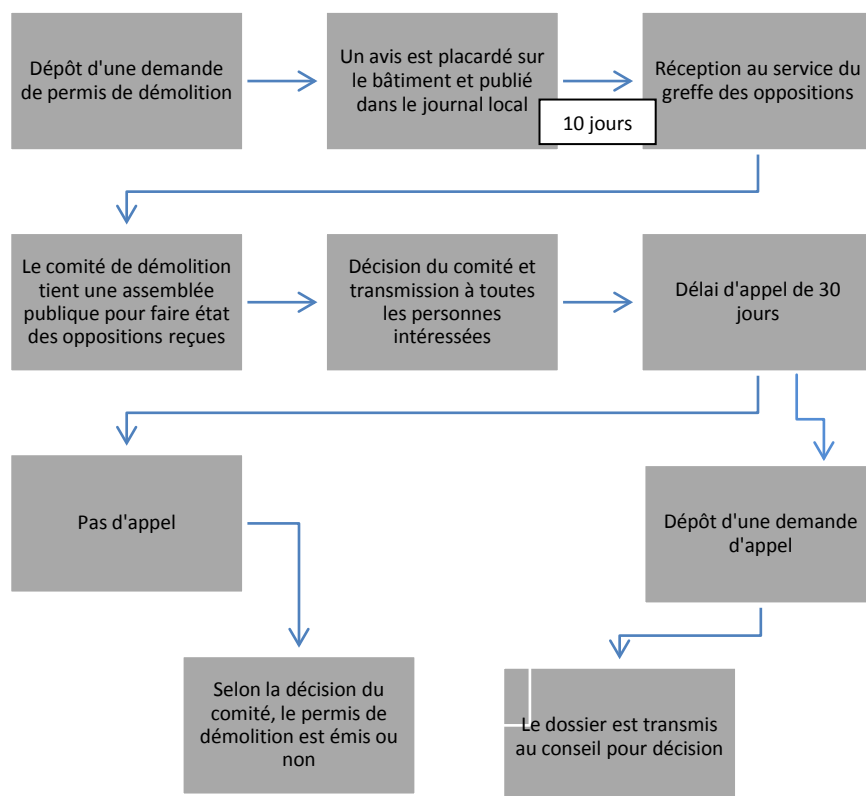 Dépôt d'une demande
de permis de démolition
Un avis est placardé sur
le bâtiment et publié
dans le journal local
10 jours
Réception au service du
greffe des oppositions
Le comité de démolition
tient une assemblée
publique pour faire état
des oppositions reçues
Décision du comité et
transmission à toutes
les personnes
intéressées
Délai d'appel de 30
jours
Pas d'appel
Dépôt d'une demande
d'appel
Selon la décision du
comité, le permis de
démolition est émis ou
non
Le dossier est transmis
au conseil pour décision